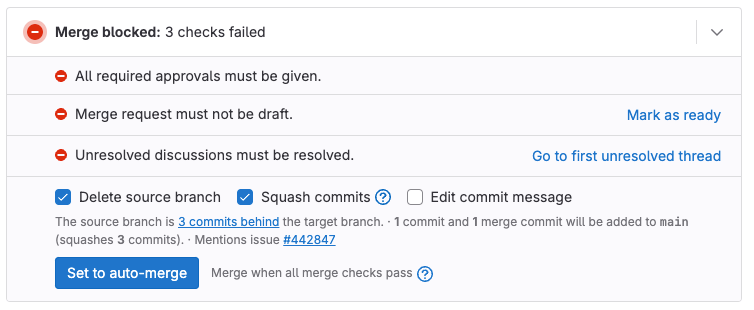 Merge blocked: 3 checks failed
All required approvals must be given.
Merge request must not be draft. Mark as ready
Unresolved discussions must be resolved. Go to first unresolved thread
Delete source branch Squash commits ? Edit commit message
The source branch is 3 commits behind the target branch. · 1 commit and 1 merge commit will be added to main
(squashes 3 commits). · Mentions issue #442847
Set to auto-merge Merge when all merge checks pass ?